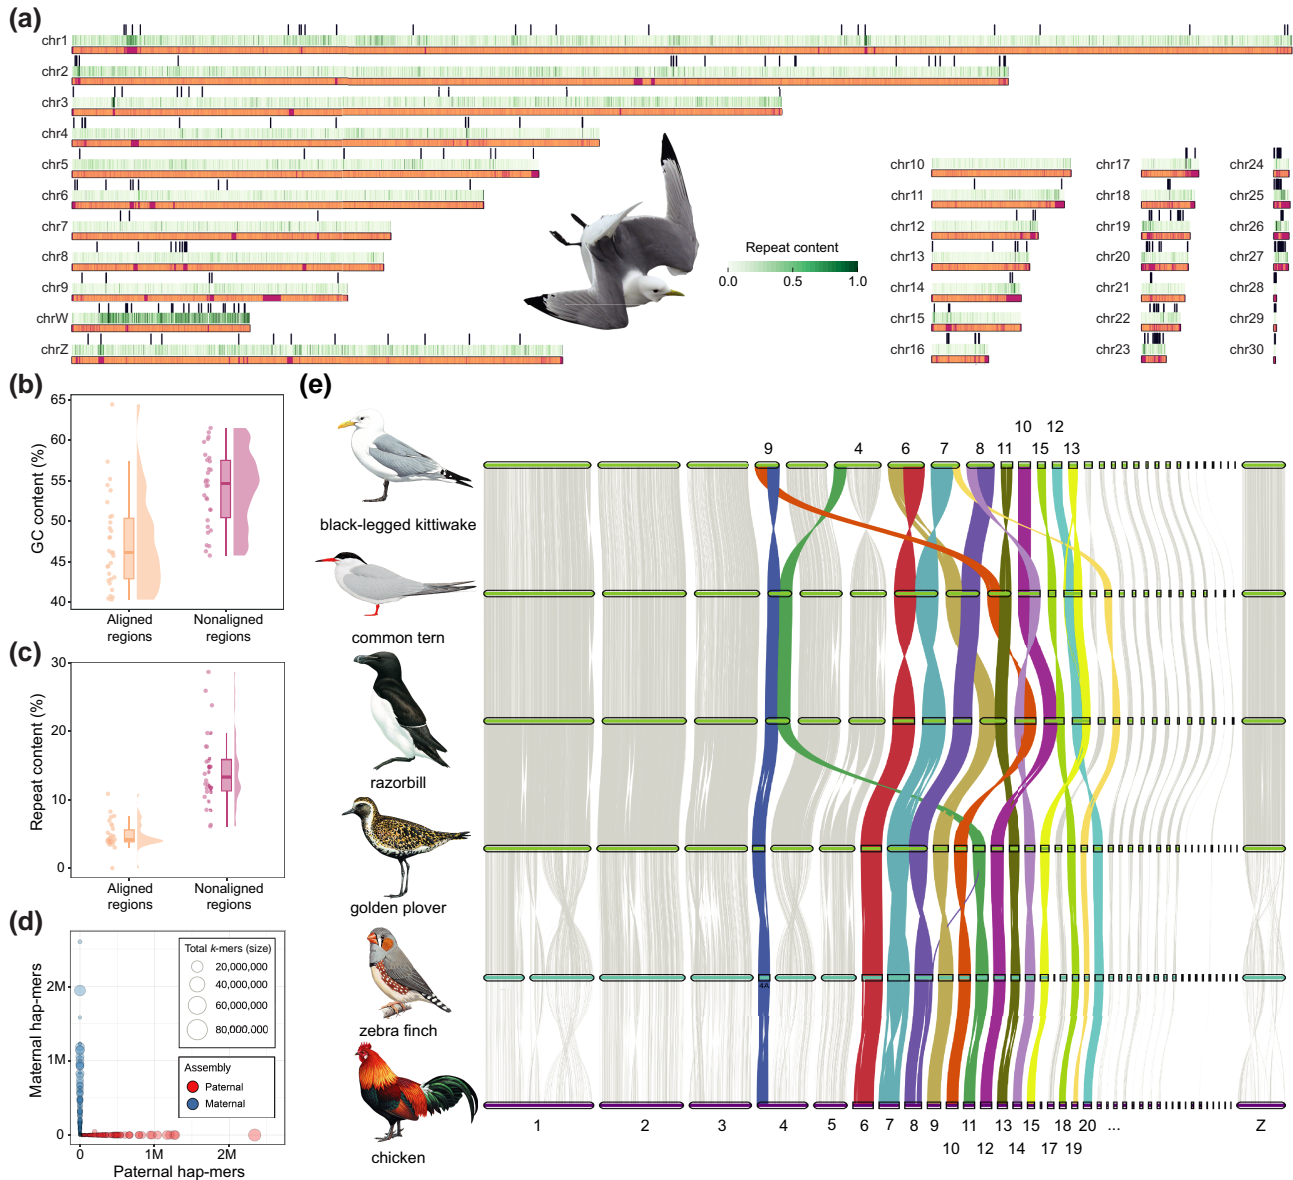 (a)
chr1
chr2
chr3
chr4
chr5
chr6
chr7
chr8
chr9
chrW
chrZ
chr10
chr11
chr12
chr13
chr14
chr15
chr16
chr17
chr18
chr19
chr20
chr21
chr22
chr23
chr24
chr25
chr26
chr27
chr28
chr29
chr30
Repeat content
0.0 0.5 1.0
(b)
GC content (%)
65
60
55
50
45
40
Aligned regions
Nonaligned regions
(c)
Repeat content (%)
30
20
10
0
Aligned regions
Nonaligned regions
(d)
Maternal hap-mers
2M
1M
0
0 1M 2M
Paternal hap-mers
Total k-mers (size)
20,000,000
40,000,000
60,000,000
80,000,000
Assembly
Paternal
Maternal
(e)
black-legged kittiwake
common tern
razorbill
golden plover
zebra finch
chicken
10 12
9 4 6 7 8 11 15 13
4A
1 2 3 4 5 6 7 8 9 11 13 15 18 20 ... Z
10 12 14 17 19